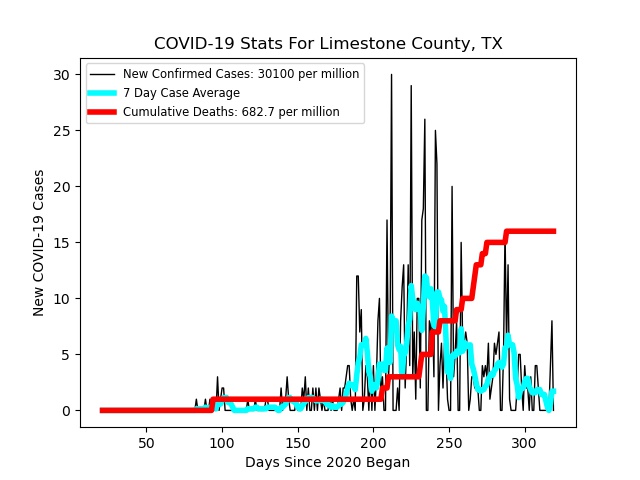 COVID-19 Stats For Limestone County, TX
New Confirmed Cases: 30100 per million
7 Day Case Average
Cumulative Deaths: 682.7 per million
30
25
20
15
10
5
0
New COVID-19 Cases
50 100 150 200 250 300
Days Since 2020 Began